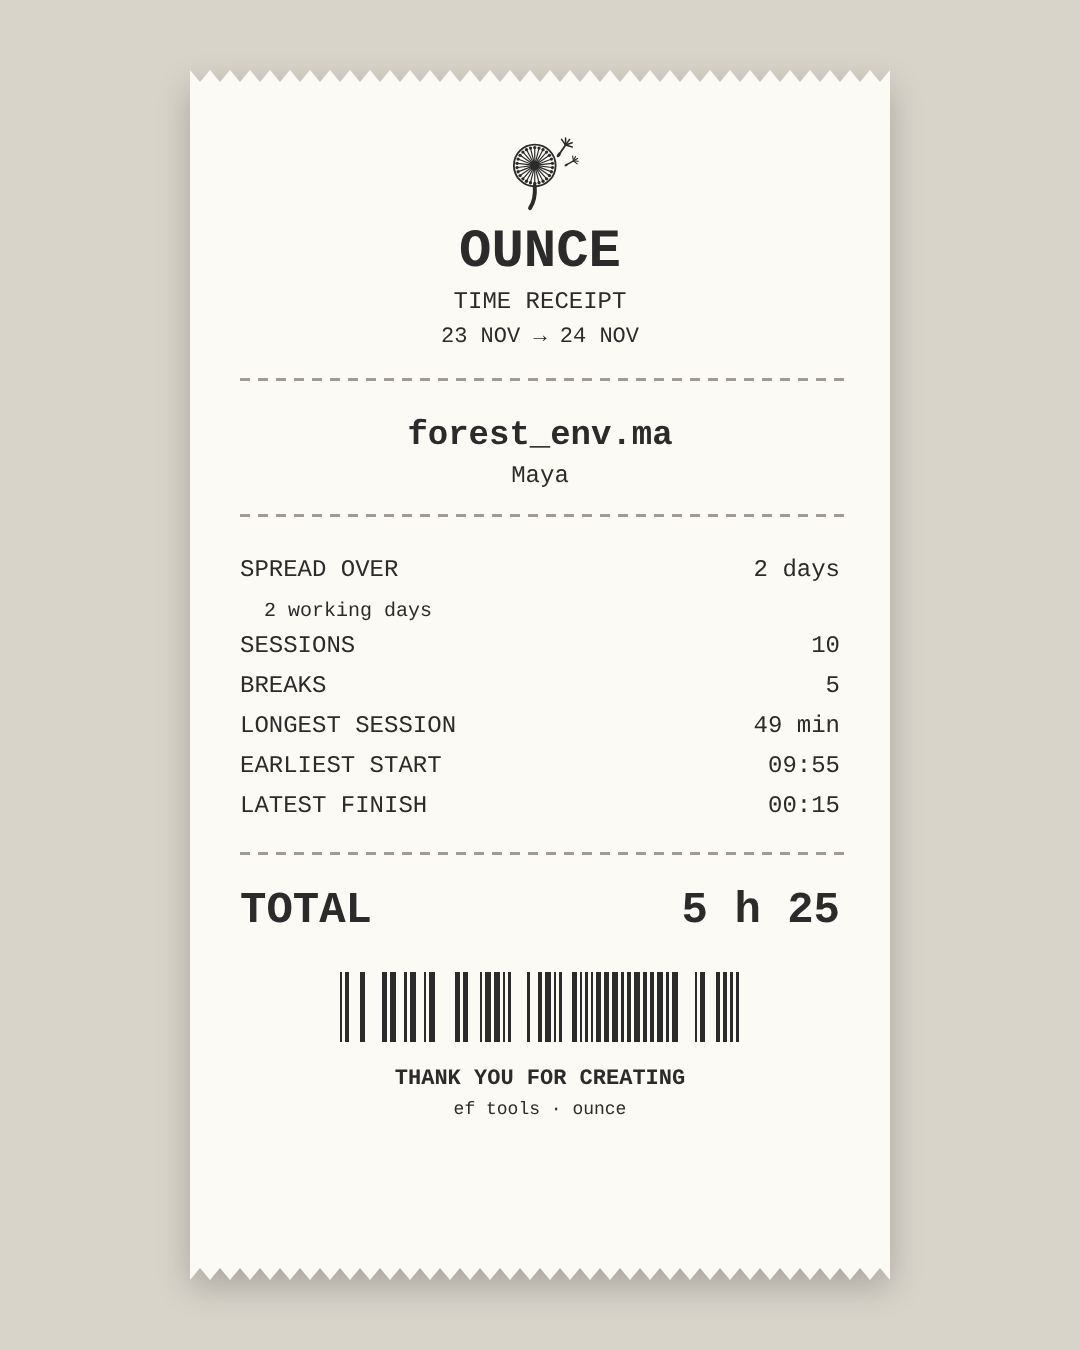 OUNCE
TIME RECEIPT
23 NOV → 24 NOV
forest_env.ma
Maya
SPREAD OVER 2 days
2 working days
SESSIONS 10
BREAKS 5
LONGEST SESSION 49 min
EARLIEST START 09:55
LATEST FINISH 00:15
TOTAL 5 h 25
THANK YOU FOR CREATING
ef tools · ounce